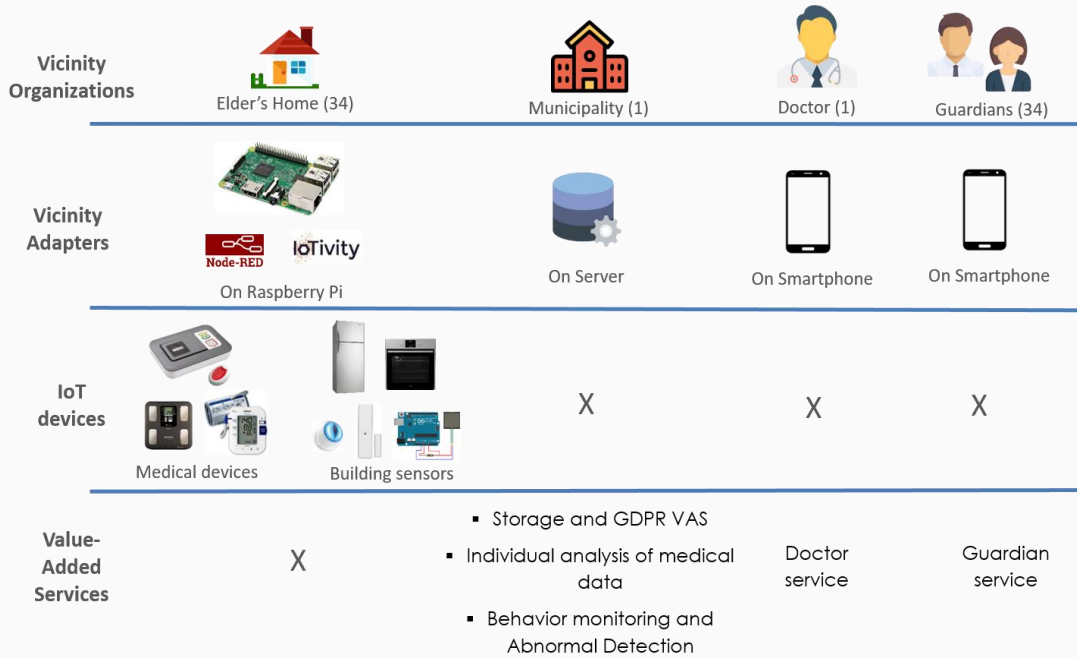 Vicinity
Organizations
Elder's Home (34)
Municipality (1)
Doctor (1)
Guardians (34)
Vicinity
Adapters
Node-RED
IoTivity
On Raspberry Pi
On Server
On Smartphone
On Smartphone
IoT
devices
Medical devices
Building sensors
X
X
X
Value-
Added
Services
X
▪ Storage and GDPR VAS
▪ Individual analysis of medical
data
▪ Behavior monitoring and
Abnormal Detection
Doctor
service
Guardian
service